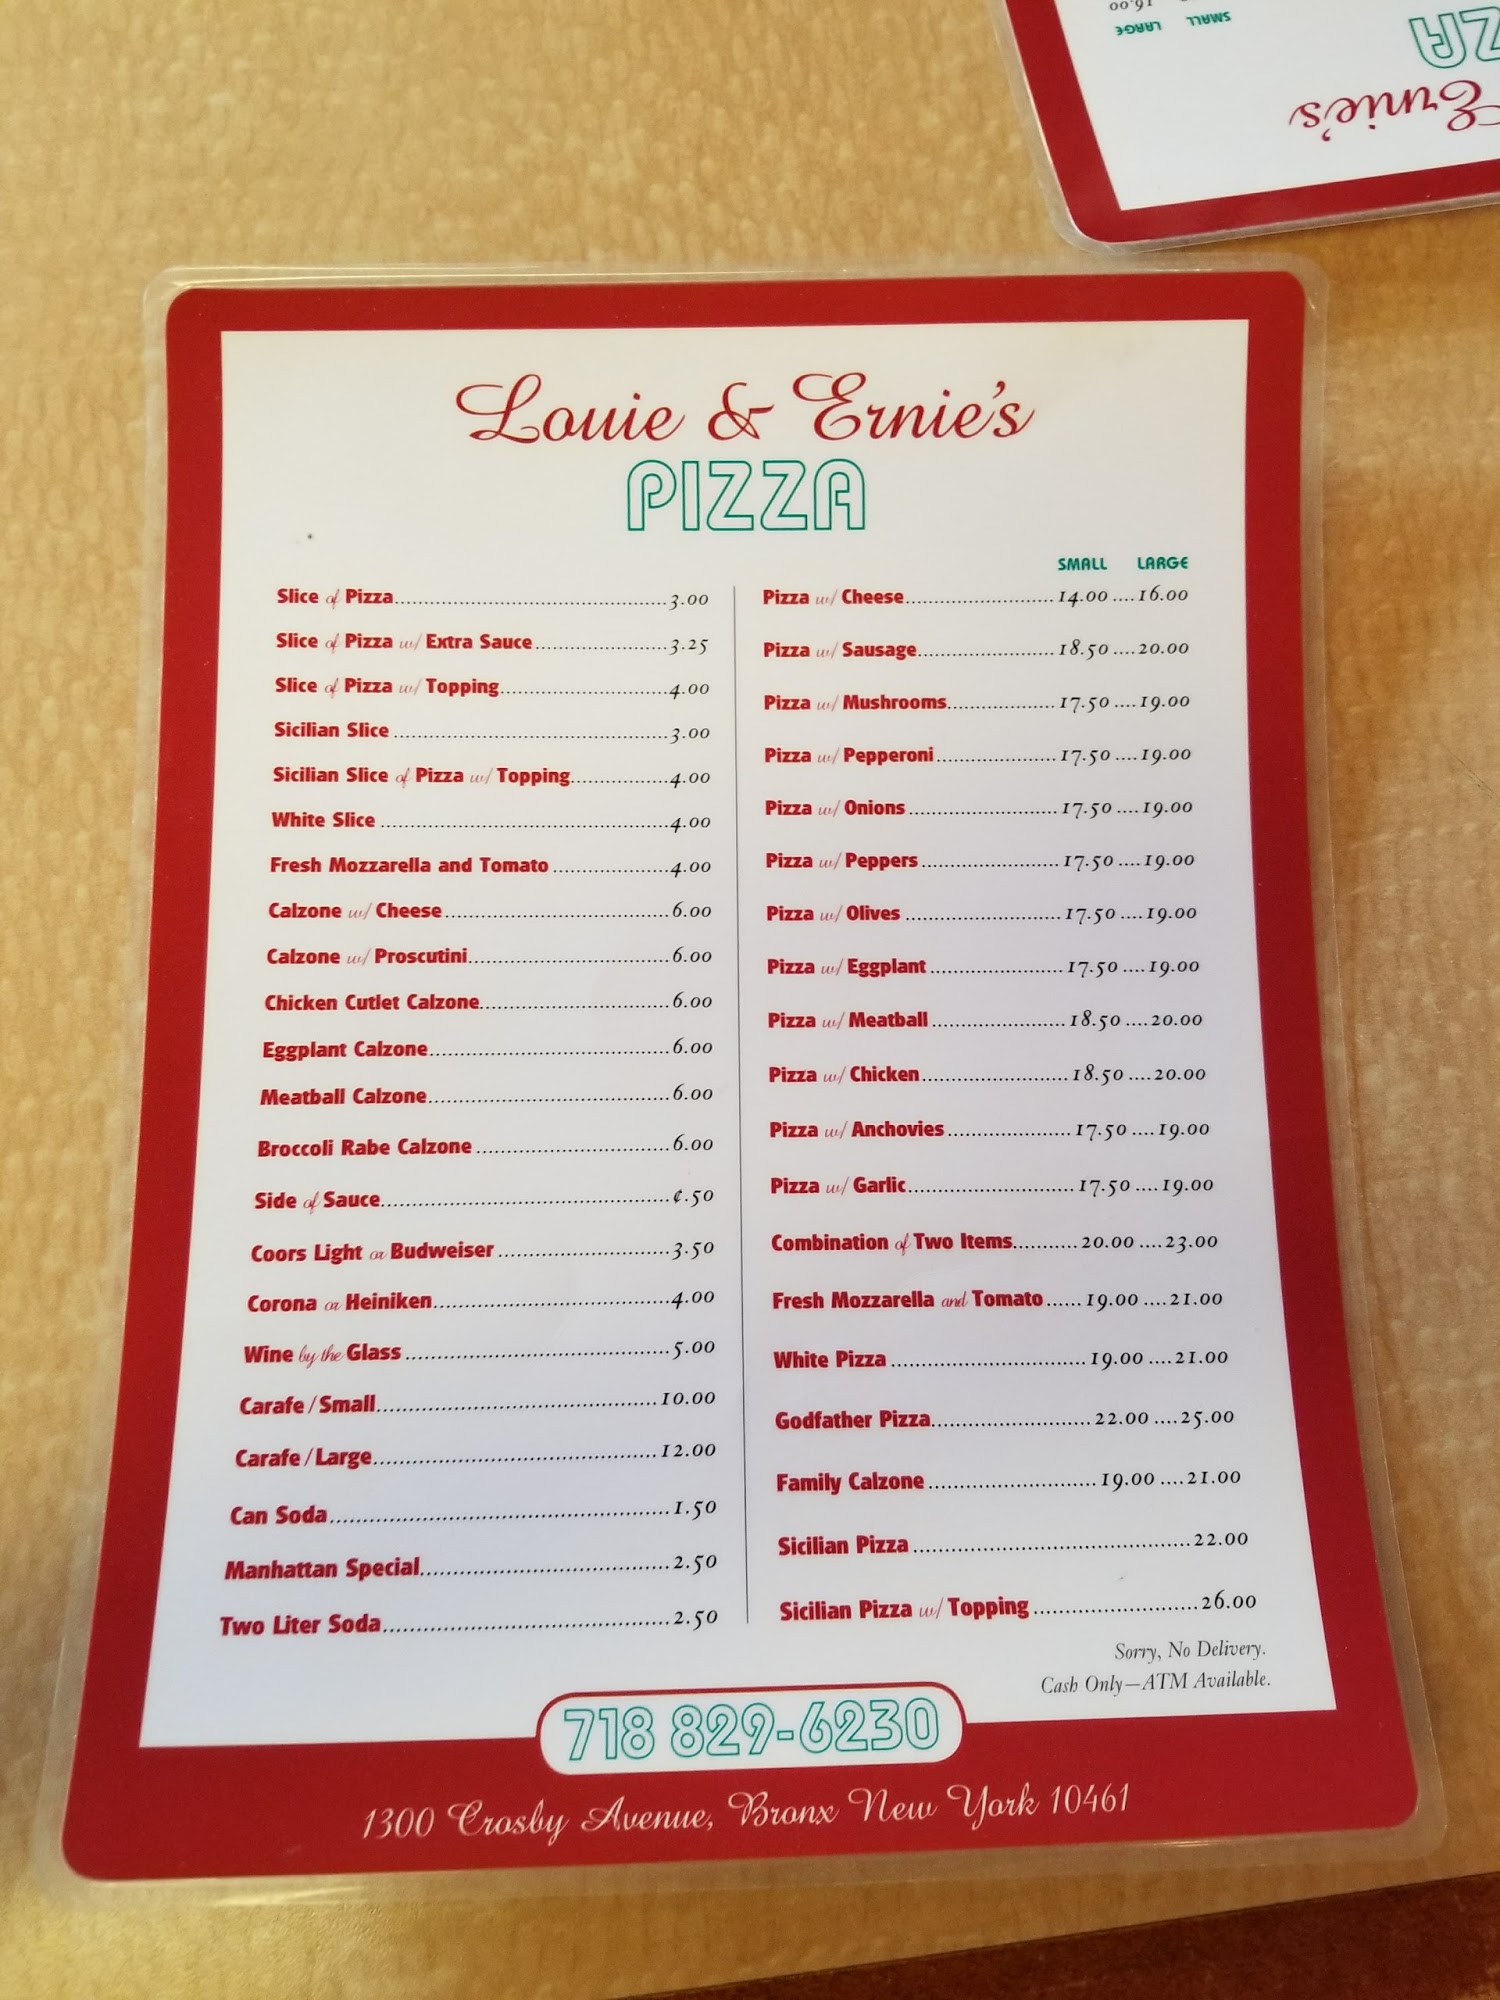 Louie & Ernie's
PIZZA
Slice of Pizza 3.00
Slice of Pizza w/ Extra Sauce 3.25
Slice of Pizza w/ Topping 4.00
Sicilian Slice 3.00
Sicilian Slice of Pizza w/ Topping 4.00
White Slice 4.00
Fresh Mozzarella and Tomato 4.00
Calzone w/ Cheese 6.00
Calzone w/ Proscutini 6.00
Chicken Cutlet Calzone 6.00
Eggplant Calzone 6.00
Meatball Calzone 6.00
Broccoli Rabe Calzone 6.00
Side of Sauce ¢.50
Coors Light or Budweiser 3.50
Corona or Heiniken 4.00
Wine by the Glass 5.00
Carafe / Small 10.00
Carafe / Large 12.00
Can Soda 1.50
Manhattan Special 2.50
Two Liter Soda 2.50
SMALL LARGE
Pizza w/ Cheese 14.00 16.00
Pizza w/ Sausage 18.50 20.00
Pizza w/ Mushrooms 17.50 19.00
Pizza w/ Pepperoni 17.50 19.00
Pizza w/ Onions 17.50 19.00
Pizza w/ Peppers 17.50 19.00
Pizza w/ Olives 17.50 19.00
Pizza w/ Eggplant 17.50 19.00
Pizza w/ Meatball 18.50 20.00
Pizza w/ Chicken 18.50 20.00
Pizza w/ Anchovies 17.50 19.00
Pizza w/ Garlic 17.50 19.00
Combination of Two Items 20.00 23.00
Fresh Mozzarella and Tomato 19.00 21.00
White Pizza 19.00 21.00
Godfather Pizza 22.00 25.00
Family Calzone 19.00 21.00
Sicilian Pizza 22.00
Sicilian Pizza w/ Topping 26.00
Sorry, No Delivery.
Cash Only—ATM Available.
718 829-6230
1300 Crosby Avenue, Bronx New York 10461
Ernie's
ZZA
SMALL LARGE
16.00